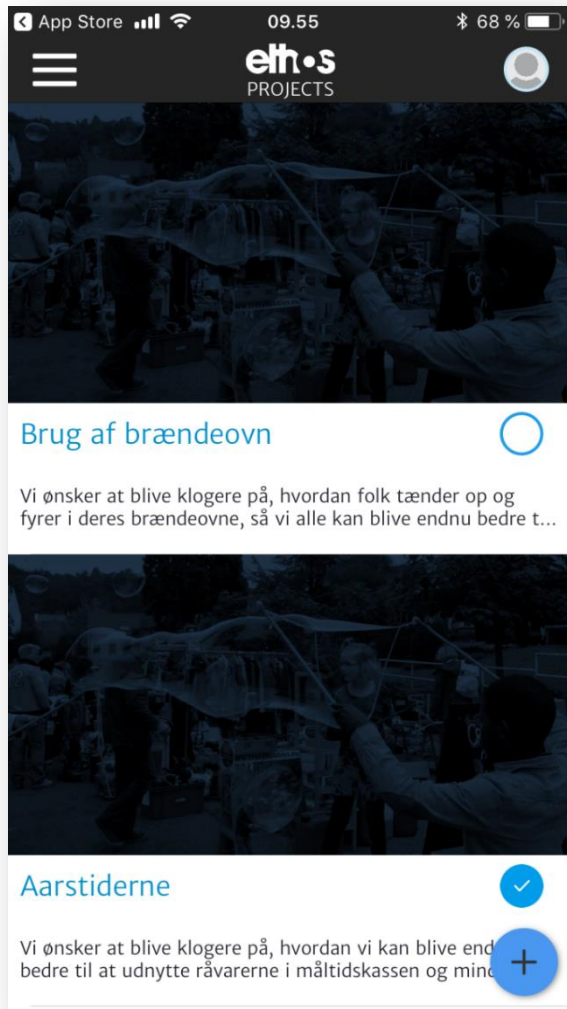 App Store 09.55 68 %
ethos
PROJECTS
Brug af brændeovn
Vi ønsker at blive klogere på, hvordan folk tænder op og
fyrer i deres brændeovne, så vi alle kan blive endnu bedre t...
Aarstiderne
Vi ønsker at blive klogere på, hvordan vi kan blive
bedre til at udnytte råvarerne i måltidskassen og